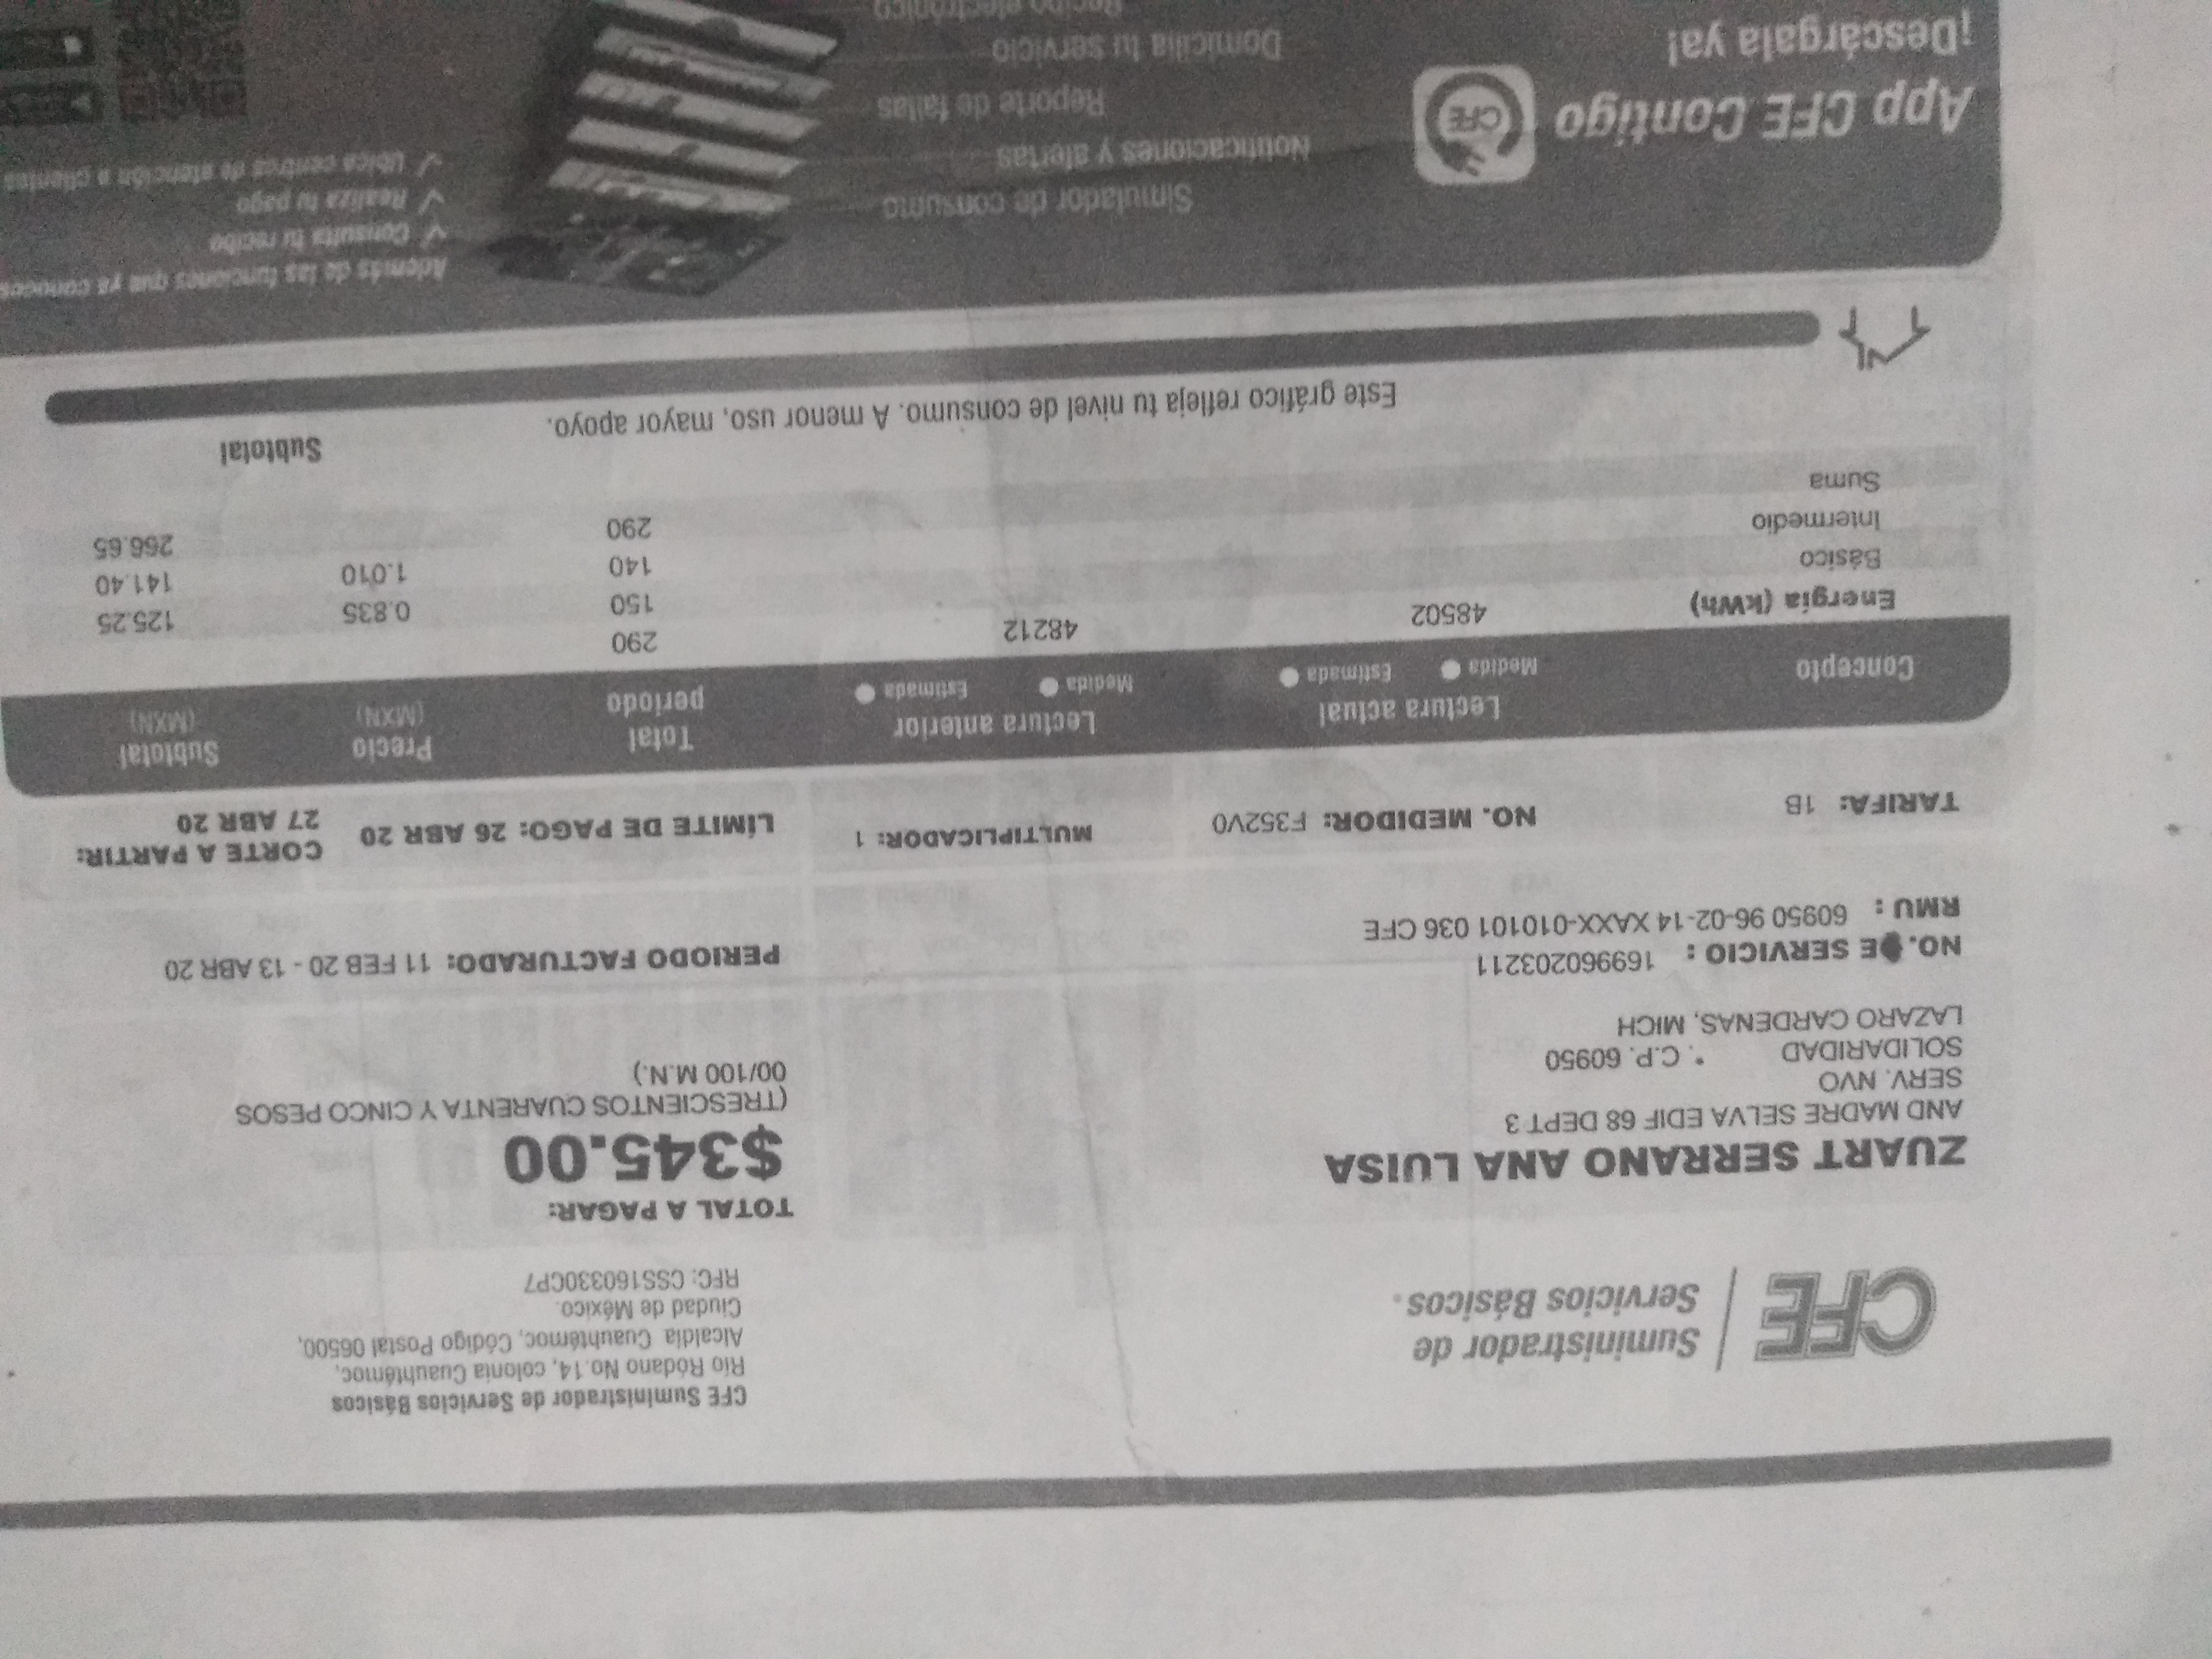 CFE Suministrador de
Servicios Básicos.
CFE Suministrador de Servicios Básicos
Río Ródano No.14, colonia Cuauhtémoc,
Alcaldía Cuauhtémoc, Código Postal 06500,
Ciudad de México.
RFC: CSS160330CP7
ZUART SERRANO ANA LUISA
AND MADRE SELVA EDIF 68 DEPT 3
SERV. NVO
SOLIDARIDAD *. C.P. 60950
LAZARO CARDENAS, MICH
TOTAL A PAGAR:
$345.00
(TRESCIENTOS CUARENTA Y CINCO PESOS
00/100 M.N.)
NO. DE SERVICIO : 169960203211
RMU : 60950 96-02-14 XAXX-010101 036 CFE
PERIODO FACTURADO: 11 FEB 20 - 13 ABR 20
TARIFA: 1B NO. MEDIDOR: F352V0 MULTIPLICADOR: 1
LÍMITE DE PAGO: 26 ABR 20
CORTE A PARTIR:
27 ABR 20
Concepto Lectura actual Lectura anterior Total periodo Precio (MXN) Subtotal (MXN)
Medida Estimada Medida Estimada
Energía (kWh) 48502 48212 290
Básico 150 0.835 125.25
Intermedio 140 1.010 141.40
Suma 290 266.65
Subtotal
Este gráfico refleja tu nivel de consumo. A menor uso, mayor apoyo.
App CFE Contigo
CFE
¡Descárgala ya!
Simulador de consumo
Notificaciones y alertas
Reporte de fallas
Domicilia tu servicio
Recibo electrónico
Además de las funciones que ya conoces
Consulta tu recibo
Realiza tu pago
Ubica centros de atención a clientes